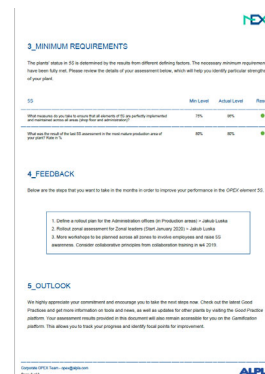 NEX
3_MINIMUM REQUIREMENTS
The plants' status in 5S is determined by the results from different defining factors. The necessary minimum requiremen
have been fully met. Please review the details of your assessment below, which will help you identify particular strengths
of your plant.
5S Min Level Actual Level Res
What measures do you take to ensure that all elements of 5S are perfectly implemented
and maintained across all areas (shop floor and administration)? 75%
What was the result of the last 5S assessment in the most mature production area of
your plant? Rate in %
4_FEEDBACK
Below are the steps that you want to take in the months in order to improve your performance in the OPEX element 5S.
1. Define a rollout plan for the Administration offices (in Production areas) = Jakub Luska
2. Rollout zonal assessment for Zonal leaders (Start January 2020) = Jakub Luska
3. More workshops to be planned across all zones to involve employees and raise 5S
awareness. Consider collaborative principles from collaboration training in wk 2019.
5_OUTLOOK
We highly appreciate your commitment and encourage you to take the next steps now. Check out the latest Good
Practices and get more information on tools and news, as well as updates for other plants by visiting the Good Practice
platform. Your assessment results provided in this document will also remain accessible for you on the Gamification
platform. This allows you to track your progress and identify focal points for improvement.
Corporate OPEX Team - opex@alpla.com
ALPL